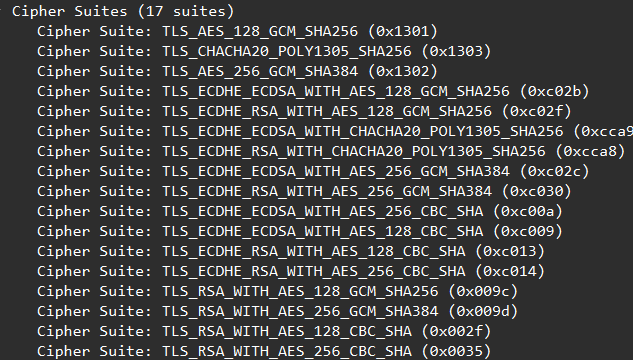 Cipher Suites (17 suites)
Cipher Suite: TLS_AES_128_GCM_SHA256 (0x1301)
Cipher Suite: TLS_CHACHA20_POLY1305_SHA256 (0x1303)
Cipher Suite: TLS_AES_256_GCM_SHA384 (0x1302)
Cipher Suite: TLS_ECDHE_ECDSA_WITH_AES_128_GCM_SHA256 (0xc02b)
Cipher Suite: TLS_ECDHE_RSA_WITH_AES_128_GCM_SHA256 (0xc02f)
Cipher Suite: TLS_ECDHE_ECDSA_WITH_CHACHA20_POLY1305_SHA256 (0xcca9
Cipher Suite: TLS_ECDHE_RSA_WITH_CHACHA20_POLY1305_SHA256 (0xcca8)
Cipher Suite: TLS_ECDHE_ECDSA_WITH_AES_256_GCM_SHA384 (0xc02c)
Cipher Suite: TLS_ECDHE_RSA_WITH_AES_256_GCM_SHA384 (0xc030)
Cipher Suite: TLS_ECDHE_ECDSA_WITH_AES_256_CBC_SHA (0xc00a)
Cipher Suite: TLS_ECDHE_ECDSA_WITH_AES_128_CBC_SHA (0xc009)
Cipher Suite: TLS_ECDHE_RSA_WITH_AES_128_CBC_SHA (0xc013)
Cipher Suite: TLS_ECDHE_RSA_WITH_AES_256_CBC_SHA (0xc014)
Cipher Suite: TLS_RSA_WITH_AES_128_GCM_SHA256 (0x009c)
Cipher Suite: TLS_RSA_WITH_AES_256_GCM_SHA384 (0x009d)
Cipher Suite: TLS_RSA_WITH_AES_128_CBC_SHA (0x002f)
Cipher Suite: TLS_RSA_WITH_AES_256_CBC_SHA (0x0035)